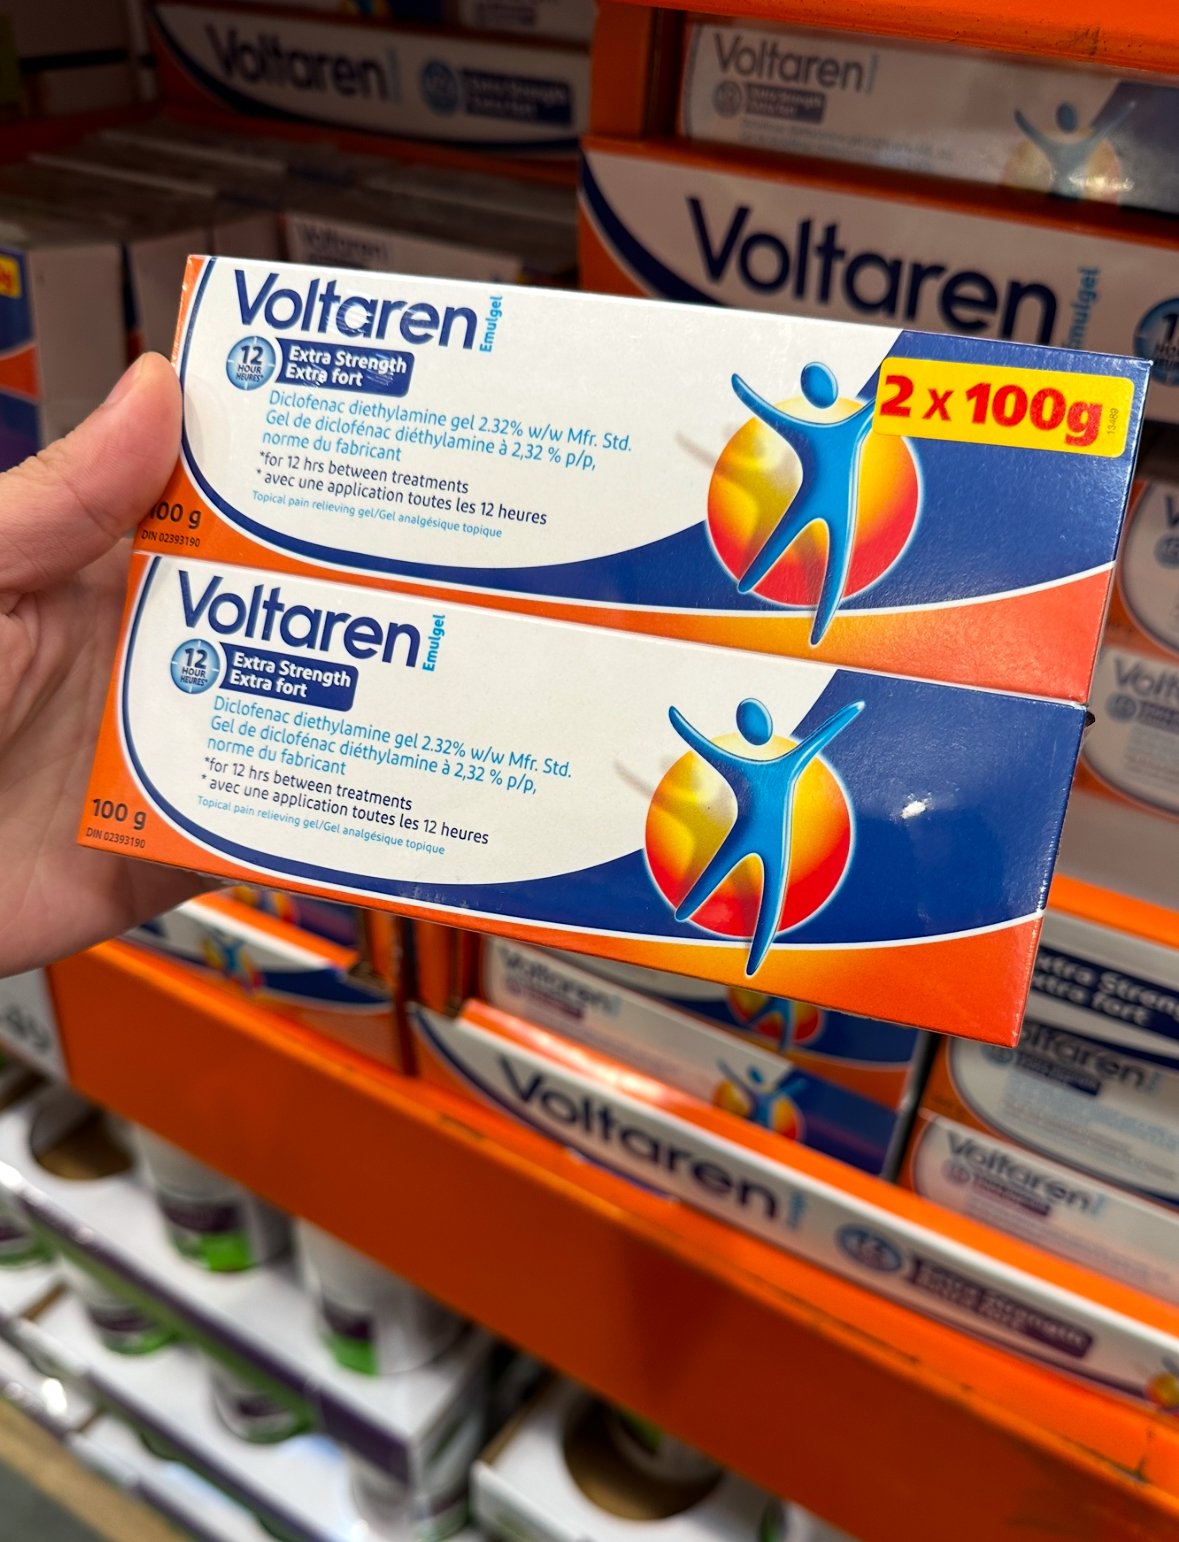 Voltaren
Voltaren
Voltaren
Voltaren Emulgel
Voltaren Emulgel
12 HOUR HEURES*
Extra Strength
Extra fort
2 x 100g
13489
Diclofenac diethylamine gel 2.32% w/w Mfr. Std.
Gel de diclofénac diéthylamine à 2,32 % p/p,
norme du fabricant
*for 12 hrs between treatments
* avec une application toutes les 12 heures
Topical pain relieving gel/Gel analgésique topique
100 g
DIN 02393190
Voltaren Emulgel
12 HOUR HEURES*
Extra Strength
Extra fort
Diclofenac diethylamine gel 2.32% w/w Mfr. Std.
Gel de diclofénac diéthylamine à 2,32 % p/p,
norme du fabricant
*for 12 hrs between treatments
* avec une application toutes les 12 heures
Topical pain relieving gel/Gel analgésique topique
100 g
DIN 02393190
Voltaren
Voltaren
Voltaren
Voltaren
Extra Strength